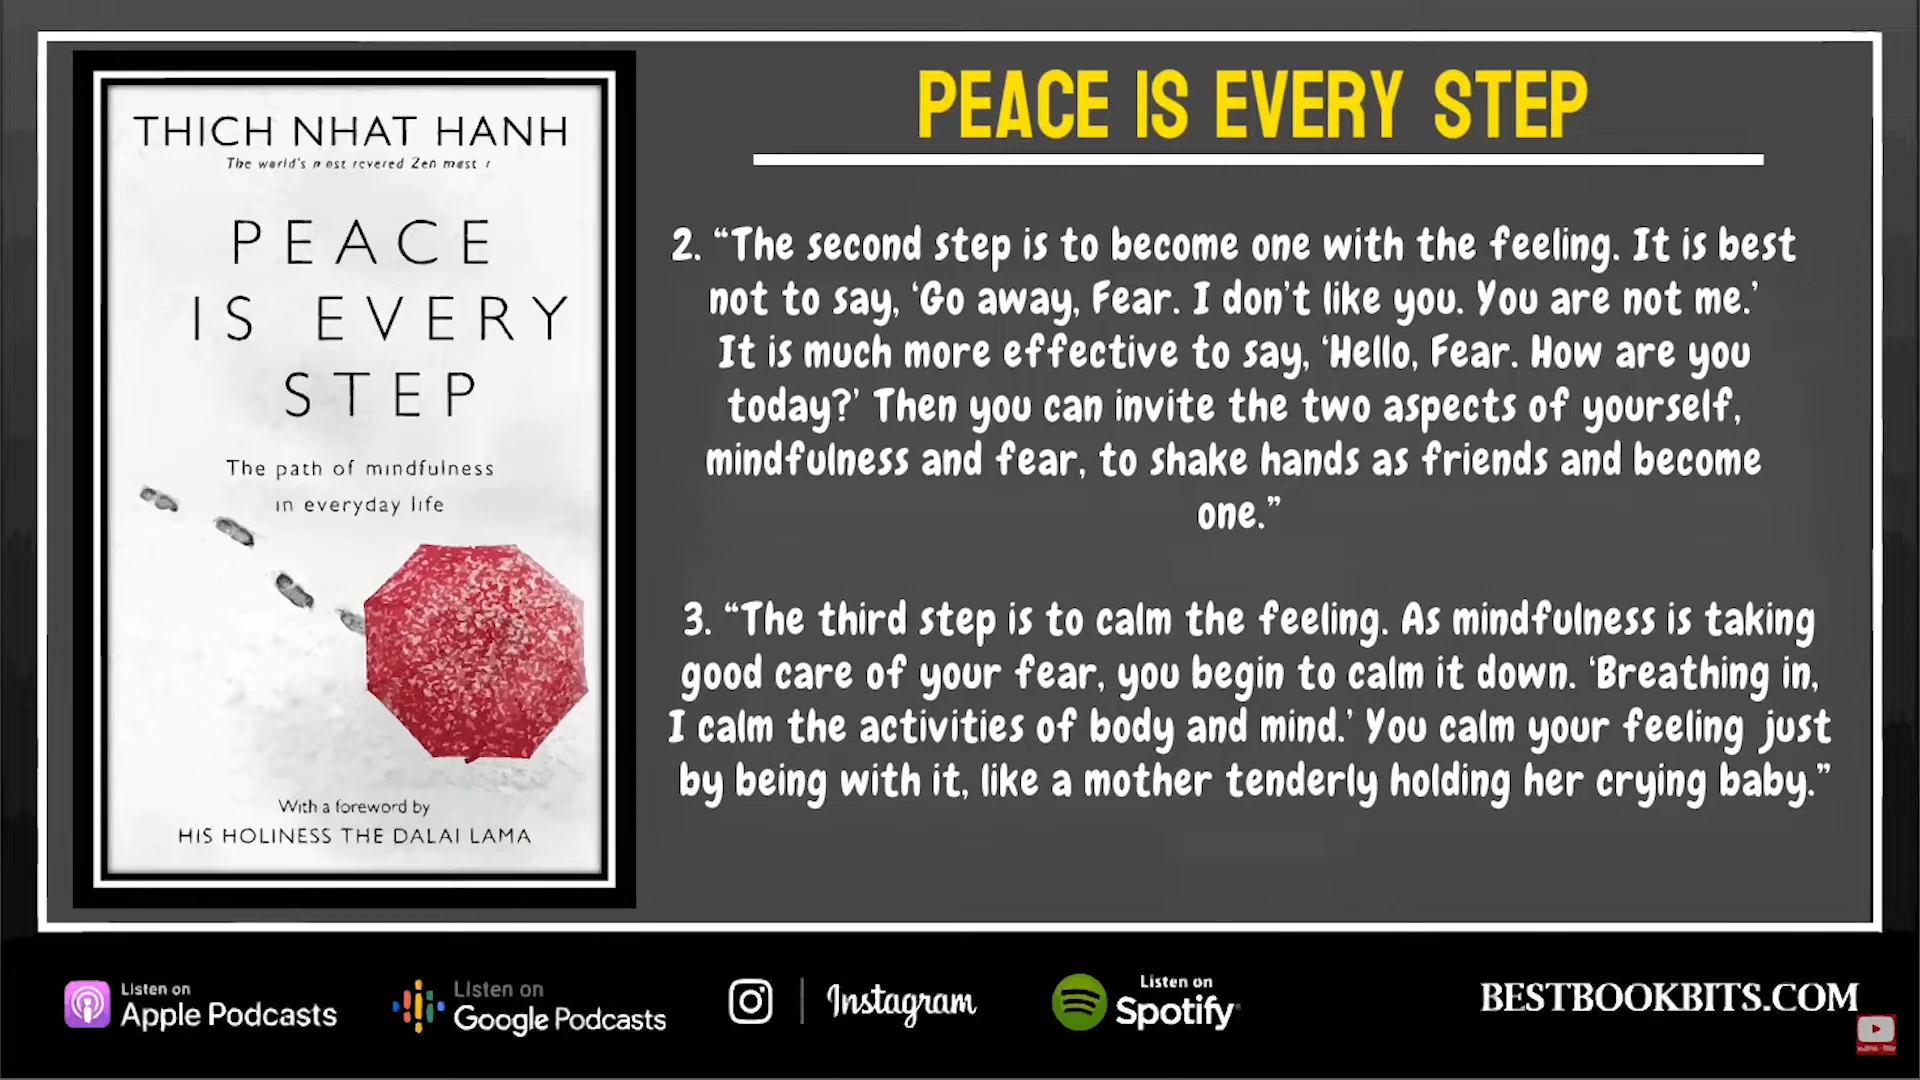 THICH NHAT HANH
The world's most revered Zen master
PEACE
IS EVERY
STEP
The path of mindfulness
in everyday life
With a foreword by
HIS HOLINESS THE DALAI LAMA
PEACE IS EVERY STEP
2. “The second step is to become one with the feeling. It is best
not to say, ‘Go away, Fear. I don’t like you. You are not me.’
It is much more effective to say, ‘Hello, Fear. How are you
today?’ Then you can invite the two aspects of yourself,
mindfulness and fear, to shake hands as friends and become
one.”
3. “The third step is to calm the feeling. As mindfulness is taking
good care of your fear, you begin to calm it down. ‘Breathing in,
I calm the activities of body and mind.’ You calm your feeling just
by being with it, like a mother tenderly holding her crying baby.”
Listen on
Apple Podcasts
Listen on
Google Podcasts
Instagram
Listen on
Spotify
BESTBOOKBITS.COM